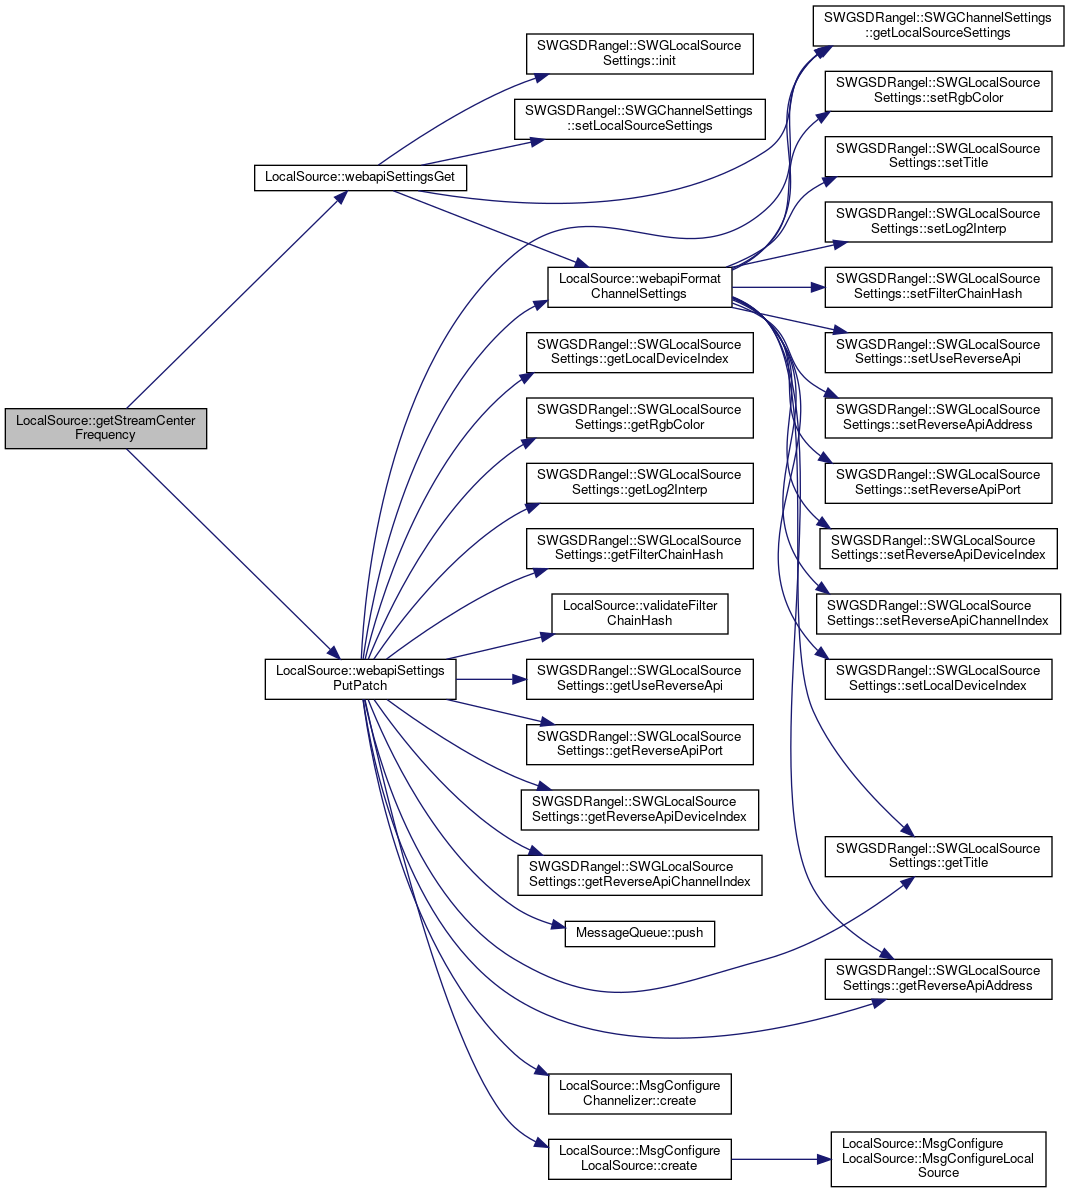 LocalSource::getStreamCenter
Frequency
LocalSource::webapiSettingsGet
LocalSource::webapiSettings
PutPatch
SWGSDRangel::SWGLocalSource
Settings::init
SWGSDRangel::SWGChannelSettings
::setLocalSourceSettings
LocalSource::webapiFormat
ChannelSettings
SWGSDRangel::SWGLocalSource
Settings::getLocalDeviceIndex
SWGSDRangel::SWGLocalSource
Settings::getRgbColor
SWGSDRangel::SWGLocalSource
Settings::getLog2Interp
SWGSDRangel::SWGLocalSource
Settings::getFilterChainHash
LocalSource::validateFilter
ChainHash
SWGSDRangel::SWGLocalSource
Settings::getUseReverseApi
SWGSDRangel::SWGLocalSource
Settings::getReverseApiPort
SWGSDRangel::SWGLocalSource
Settings::getReverseApiDeviceIndex
SWGSDRangel::SWGLocalSource
Settings::getReverseApiChannelIndex
MessageQueue::push
LocalSource::MsgConfigure
Channelizer::create
LocalSource::MsgConfigure
LocalSource::create
SWGSDRangel::SWGChannelSettings
::getLocalSourceSettings
SWGSDRangel::SWGLocalSource
Settings::setRgbColor
SWGSDRangel::SWGLocalSource
Settings::setTitle
SWGSDRangel::SWGLocalSource
Settings::setLog2Interp
SWGSDRangel::SWGLocalSource
Settings::setFilterChainHash
SWGSDRangel::SWGLocalSource
Settings::setUseReverseApi
SWGSDRangel::SWGLocalSource
Settings::setReverseApiAddress
SWGSDRangel::SWGLocalSource
Settings::setReverseApiPort
SWGSDRangel::SWGLocalSource
Settings::setReverseApiDeviceIndex
SWGSDRangel::SWGLocalSource
Settings::setReverseApiChannelIndex
SWGSDRangel::SWGLocalSource
Settings::setLocalDeviceIndex
SWGSDRangel::SWGLocalSource
Settings::getTitle
SWGSDRangel::SWGLocalSource
Settings::getReverseApiAddress
LocalSource::MsgConfigure
LocalSource::MsgConfigureLocal
Source